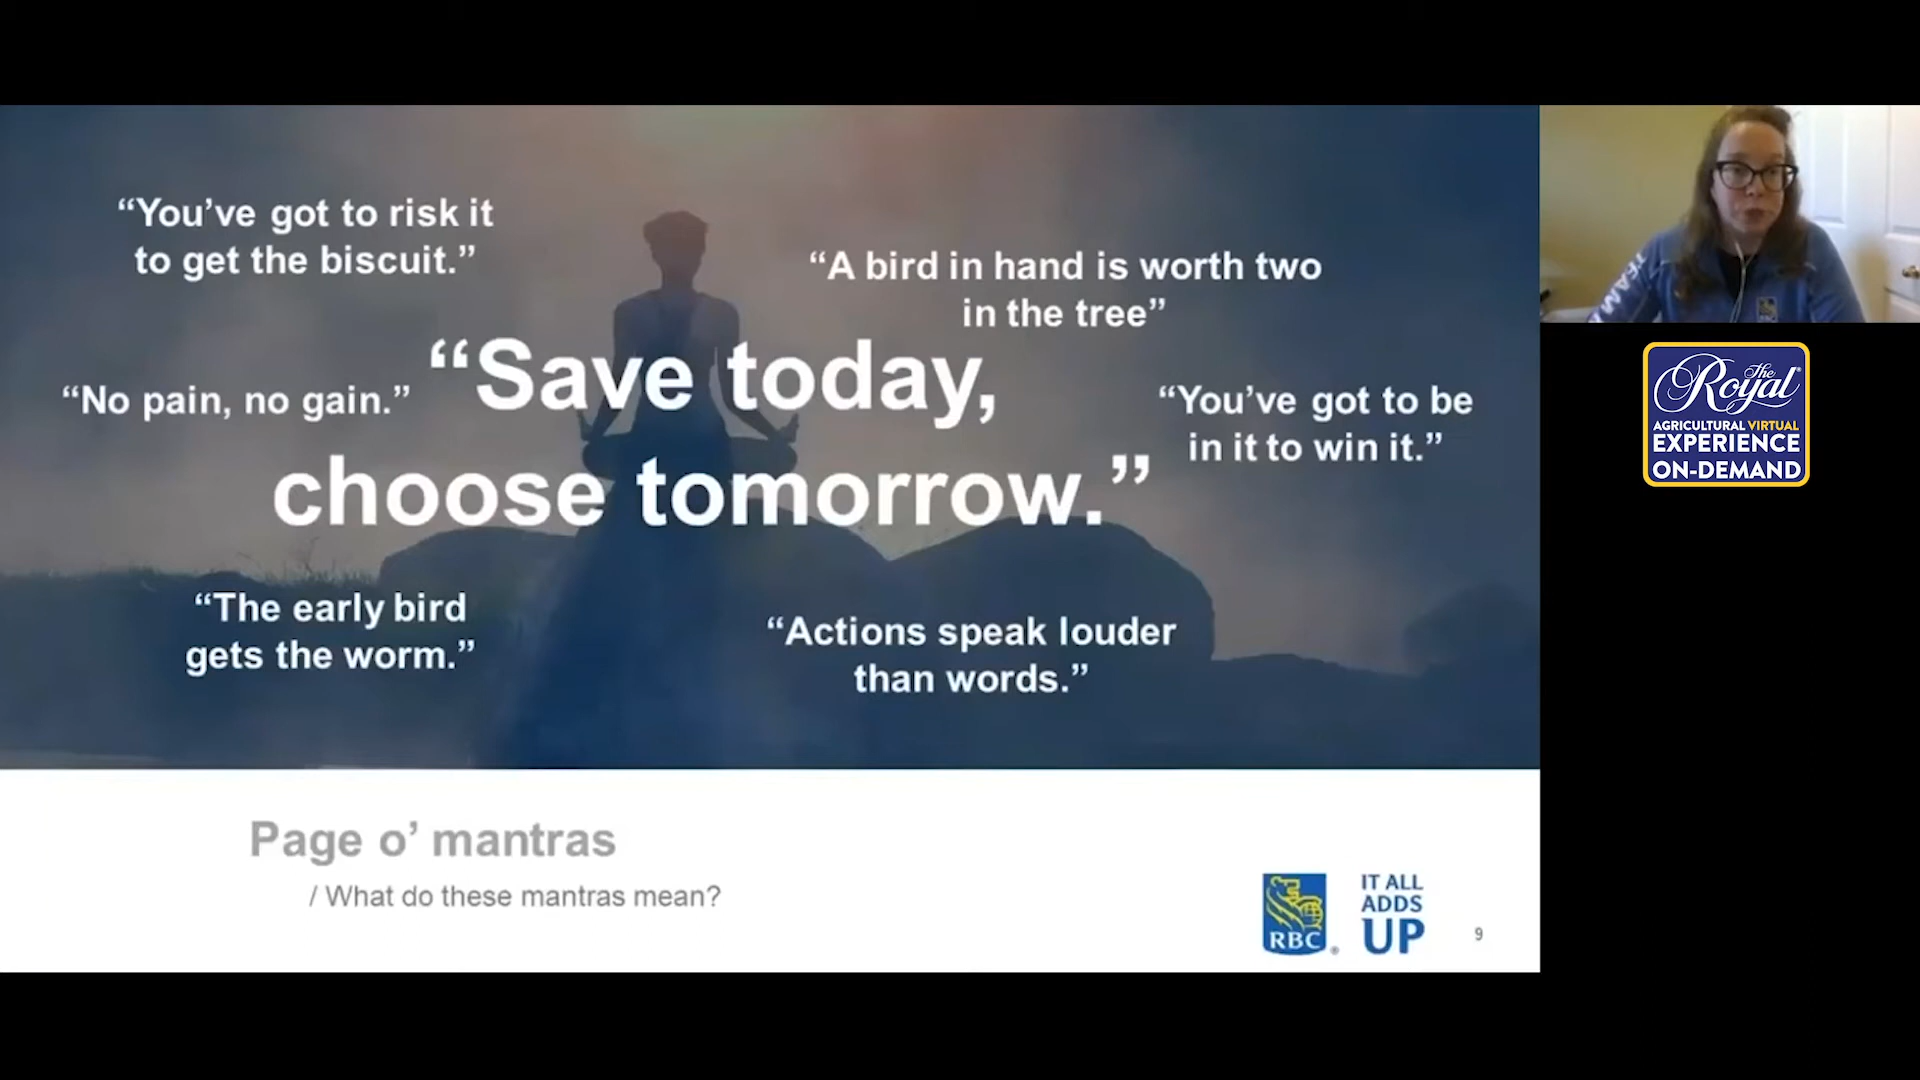 “You’ve got to risk it
to get the biscuit.”
“A bird in hand is worth two
in the tree”
“No pain, no gain.”
“Save today,
choose tomorrow.”
“You’ve got to be
in it to win it.”
“The early bird
gets the worm.”
“Actions speak louder
than words.”
Page o’ mantras
/ What do these mantras mean?
RBC®
IT ALL
ADDS
UP
9
TEAM
The
Royal
AGRICULTURAL VIRTUAL
EXPERIENCE
ON-DEMAND